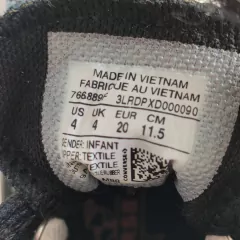 MADE IN VIETNAM
FABRIQUE AU VIETNAM
3LRDPXD000090
US UK EUR CM
4 4 20 11.5
GENDER: INFANT
UPPER: TEXTILE
TEXTILE
CONVERSE